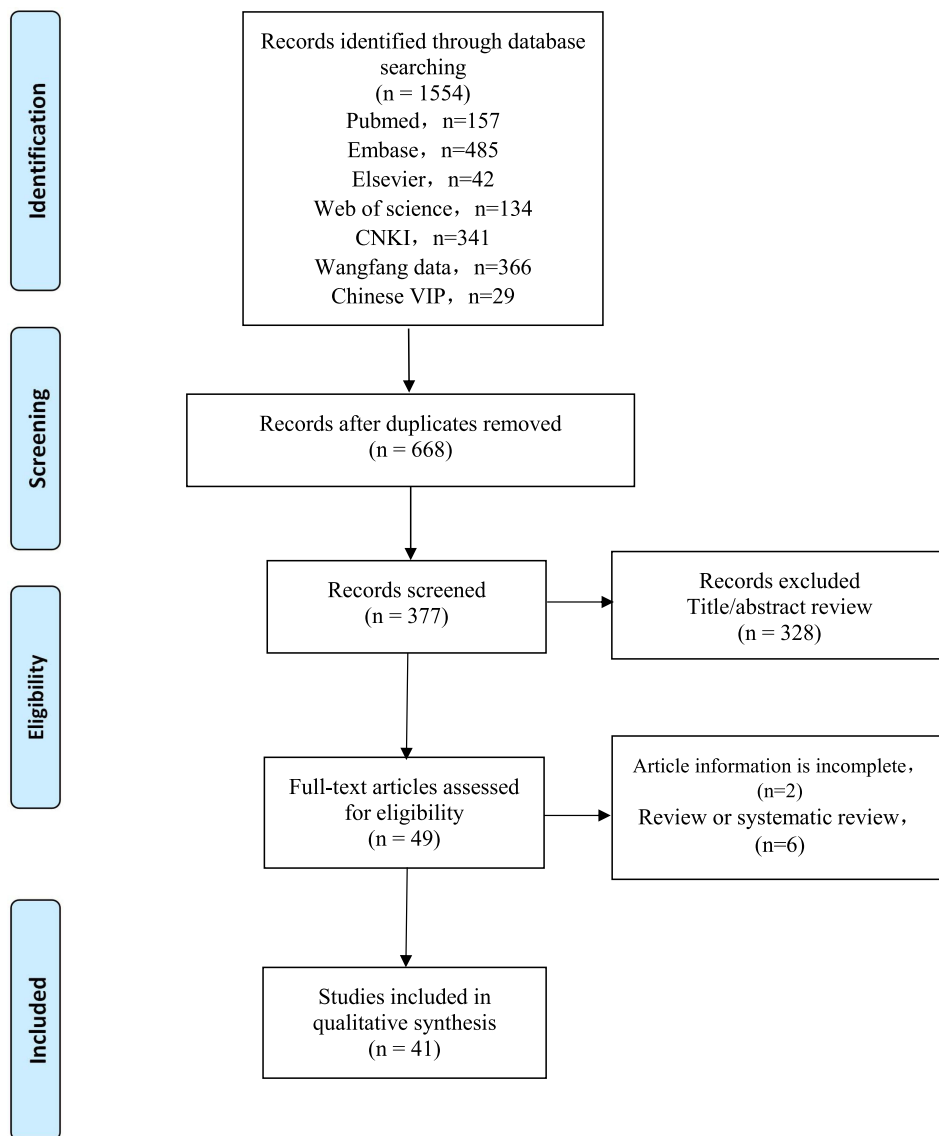 Identification
Records identified through database
searching
(n = 1554)
Pubmed，n=157
Embase，n=485
Elsevier，n=42
Web of science，n=134
CNKI，n=341
Wangfang data，n=366
Chinese VIP，n=29
Screening
Records after duplicates removed
(n = 668)
Eligibility
Records screened
(n = 377)
Records excluded
Title/abstract review
(n = 328)
Full-text articles assessed
for eligibility
(n = 49)
Article information is incomplete，
(n=2)
Review or systematic review，
(n=6)
Included
Studies included in
qualitative synthesis
(n = 41)